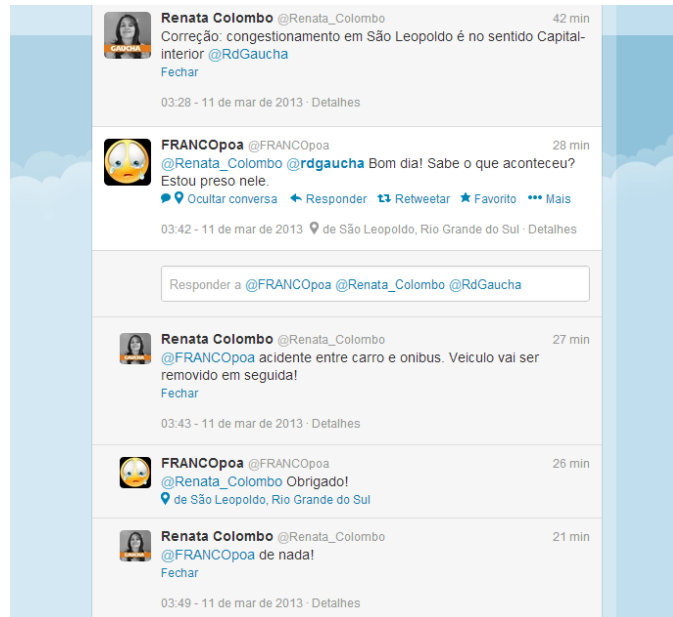 Renata Colombo @Renata_Colombo 42 min
Correção: congestionamento em São Leopoldo é no sentido Capital-
interior @RdGaucha
Fechar
GAÚCHA
03:28 - 11 de mar de 2013 · Detalhes
FRANCOpoa @FRANCOpoa 28 min
@Renata_Colombo @rdgaucha Bom dia! Sabe o que aconteceu?
Estou preso nele.
Ocultar conversa Responder Retweetar Favorito Mais
03:42 - 11 de mar de 2013 de São Leopoldo, Rio Grande do Sul · Detalhes
Responder a @FRANCOpoa @Renata_Colombo @RdGaucha
Renata Colombo @Renata_Colombo 27 min
@FRANCOpoa acidente entre carro e onibus. Veiculo vai ser
removido em seguida!
Fechar
03:43 - 11 de mar de 2013 · Detalhes
FRANCOpoa @FRANCOpoa 26 min
@Renata_Colombo Obrigado!
de São Leopoldo, Rio Grande do Sul
Renata Colombo @Renata_Colombo 21 min
@FRANCOpoa de nada!
Fechar
03:49 - 11 de mar de 2013 · Detalhes